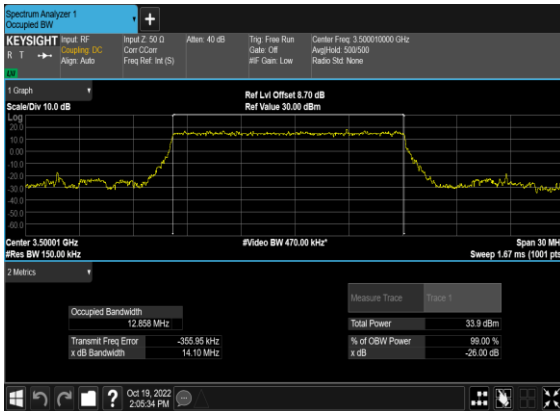 Spectrum Analyzer 1
Occupied BW
+
KEYSIGHT
R T
LXI
Input: RF
Coupling: DC
Align: Auto
Input Z: 50 Ω
Corr CCorr
Freq Ref: Int (S)
Atten: 40 dB
Trig: Free Run
Gate: Off
#IF Gain: Low
Center Freq: 3.500010000 GHz
Avg|Hold: 500/500
Radio Std: None
1 Graph
Scale/Div 10.0 dB
Ref Lvl Offset 8.70 dB
Ref Value 30.00 dBm
Log
20.0
10.0
0.00
-10.0
-20.0
-30.0
-40.0
-50.0
-60.0
Center 3.50001 GHz
#Video BW 470.00 kHz*
Span 30 MH
#Res BW 150.00 kHz
Sweep 1.67 ms (1001 pts
2 Metrics
Measure Trace
Trace 1
Occupied Bandwidth
12.858 MHz
Total Power
33.9 dBm
Transmit Freq Error
-355.95 kHz
% of OBW Power
99.00 %
x dB Bandwidth
14.10 MHz
x dB
-26.00 dB
?
Oct 19, 2022
2:05:34 PM